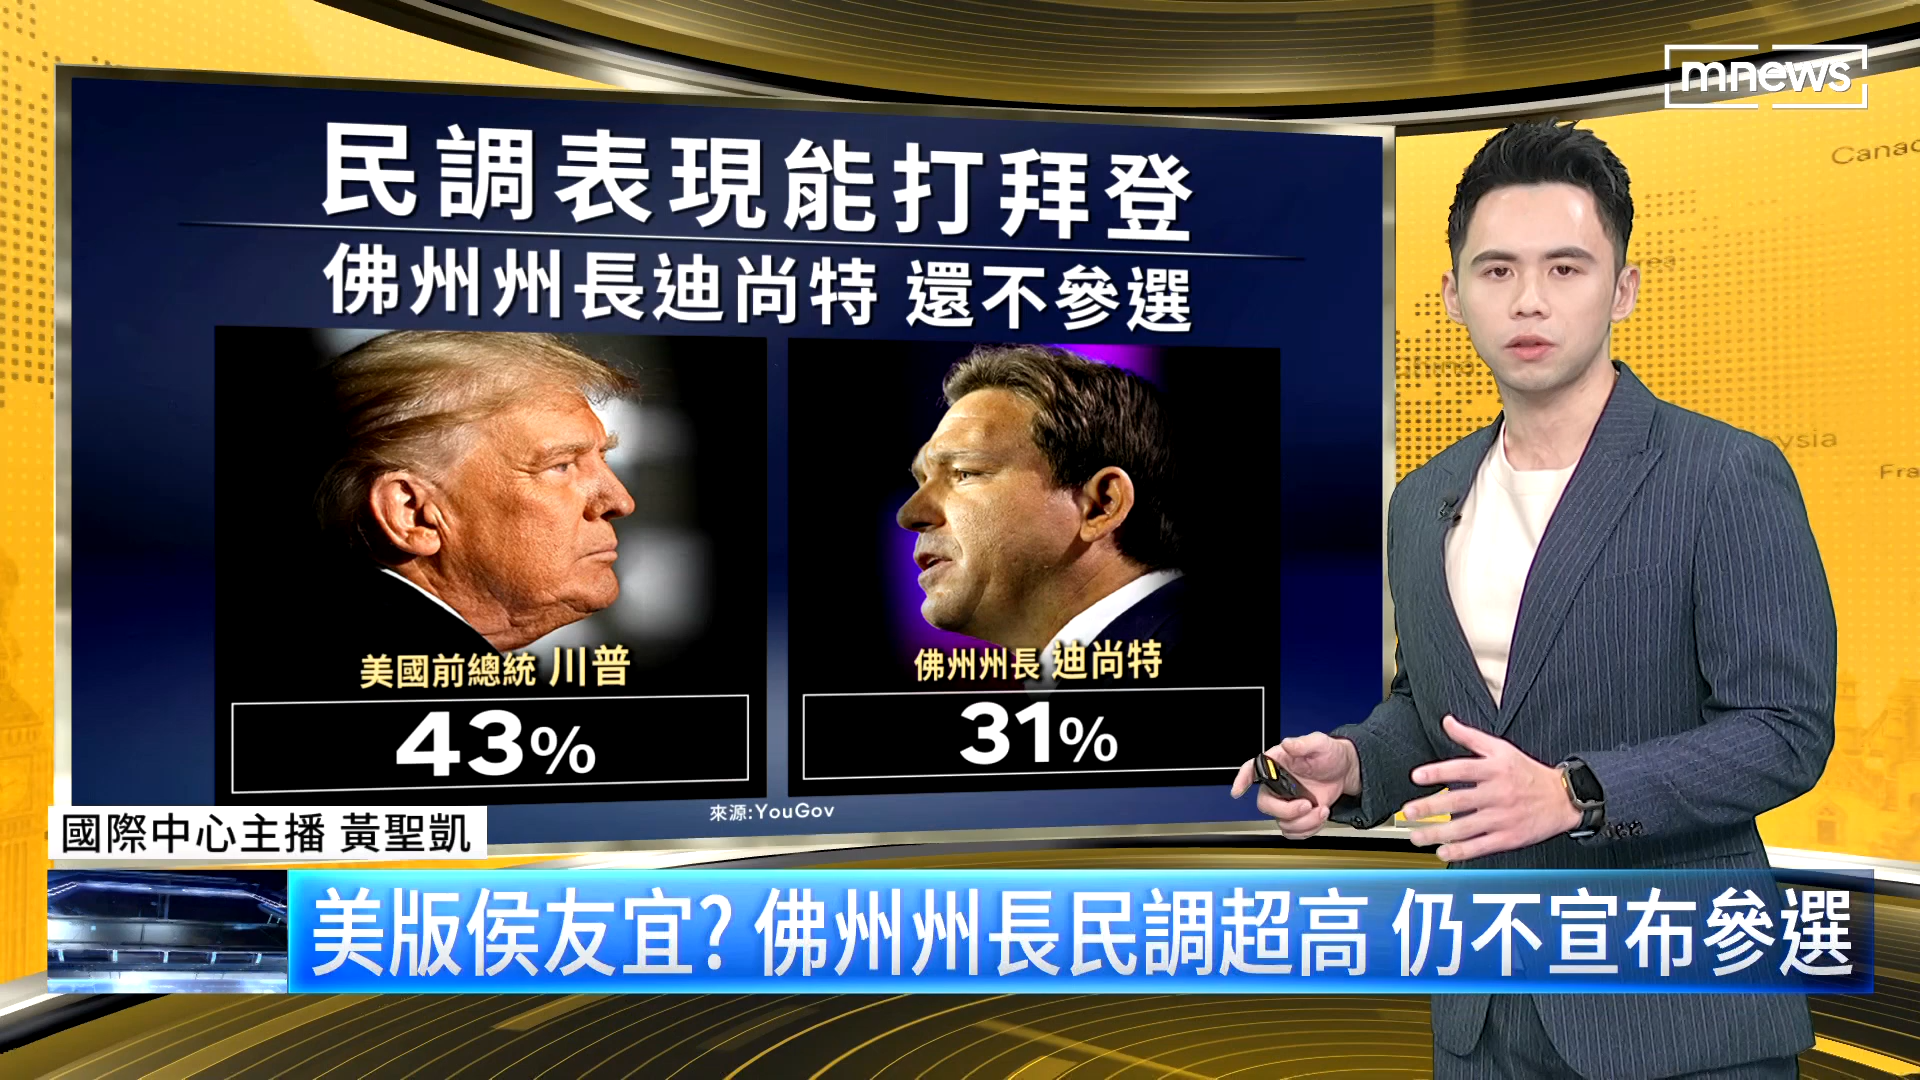 mnews
民調表現能打拜登
佛州州長迪尚特 還不參選
美國前總統 川普
43%
佛州州長 迪尚特
31%
來源:YouGov
國際中心主播 黃聖凱
美版侯友宜? 佛州州長民調超高 仍不宣布參選